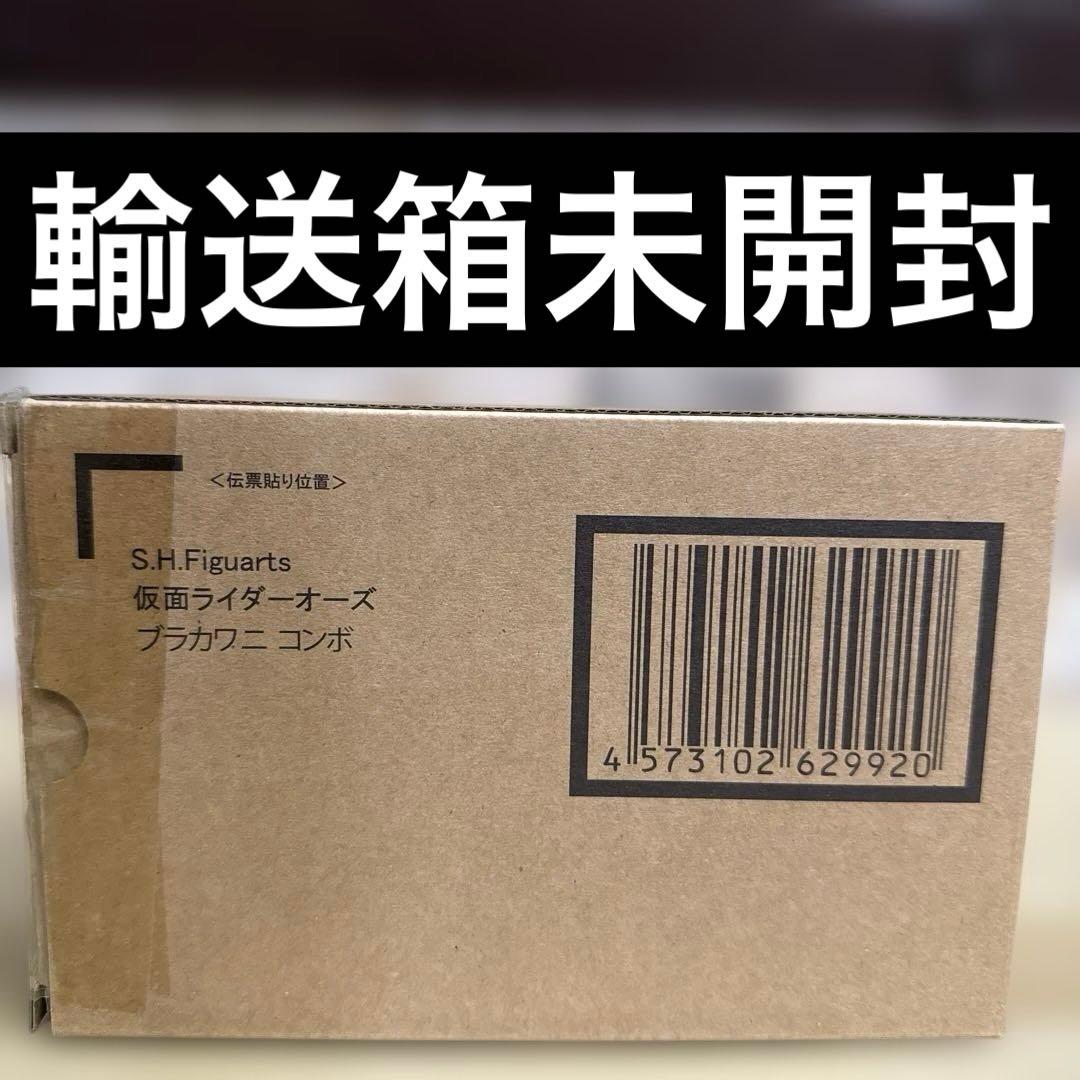 輸送箱未開封
＜伝票貼り位置＞
S.H.Figuarts
仮面ライダーオーズ
ブラカワニ コンボ
4 573102 629920